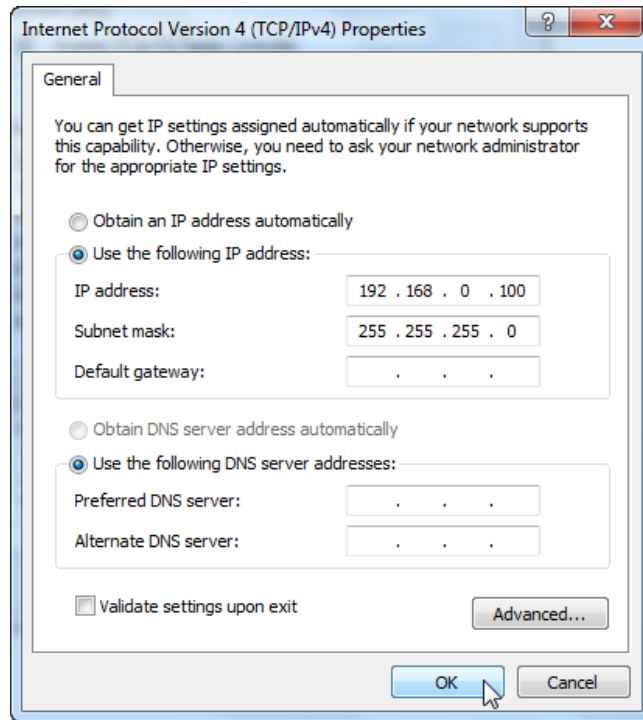 Internet Protocol Version 4 (TCP/IPv4) Properties
General
You can get IP settings assigned automatically if your network supports
this capability. Otherwise, you need to ask your network administrator
for the appropriate IP settings.
Obtain an IP address automatically
Use the following IP address:
IP address: 192 . 168 . 0 . 100
Subnet mask: 255 . 255 . 255 . 0
Default gateway: . . .
Obtain DNS server address automatically
Use the following DNS server addresses:
Preferred DNS server: . . .
Alternate DNS server: . . .
Validate settings upon exit
Advanced...
OK Cancel